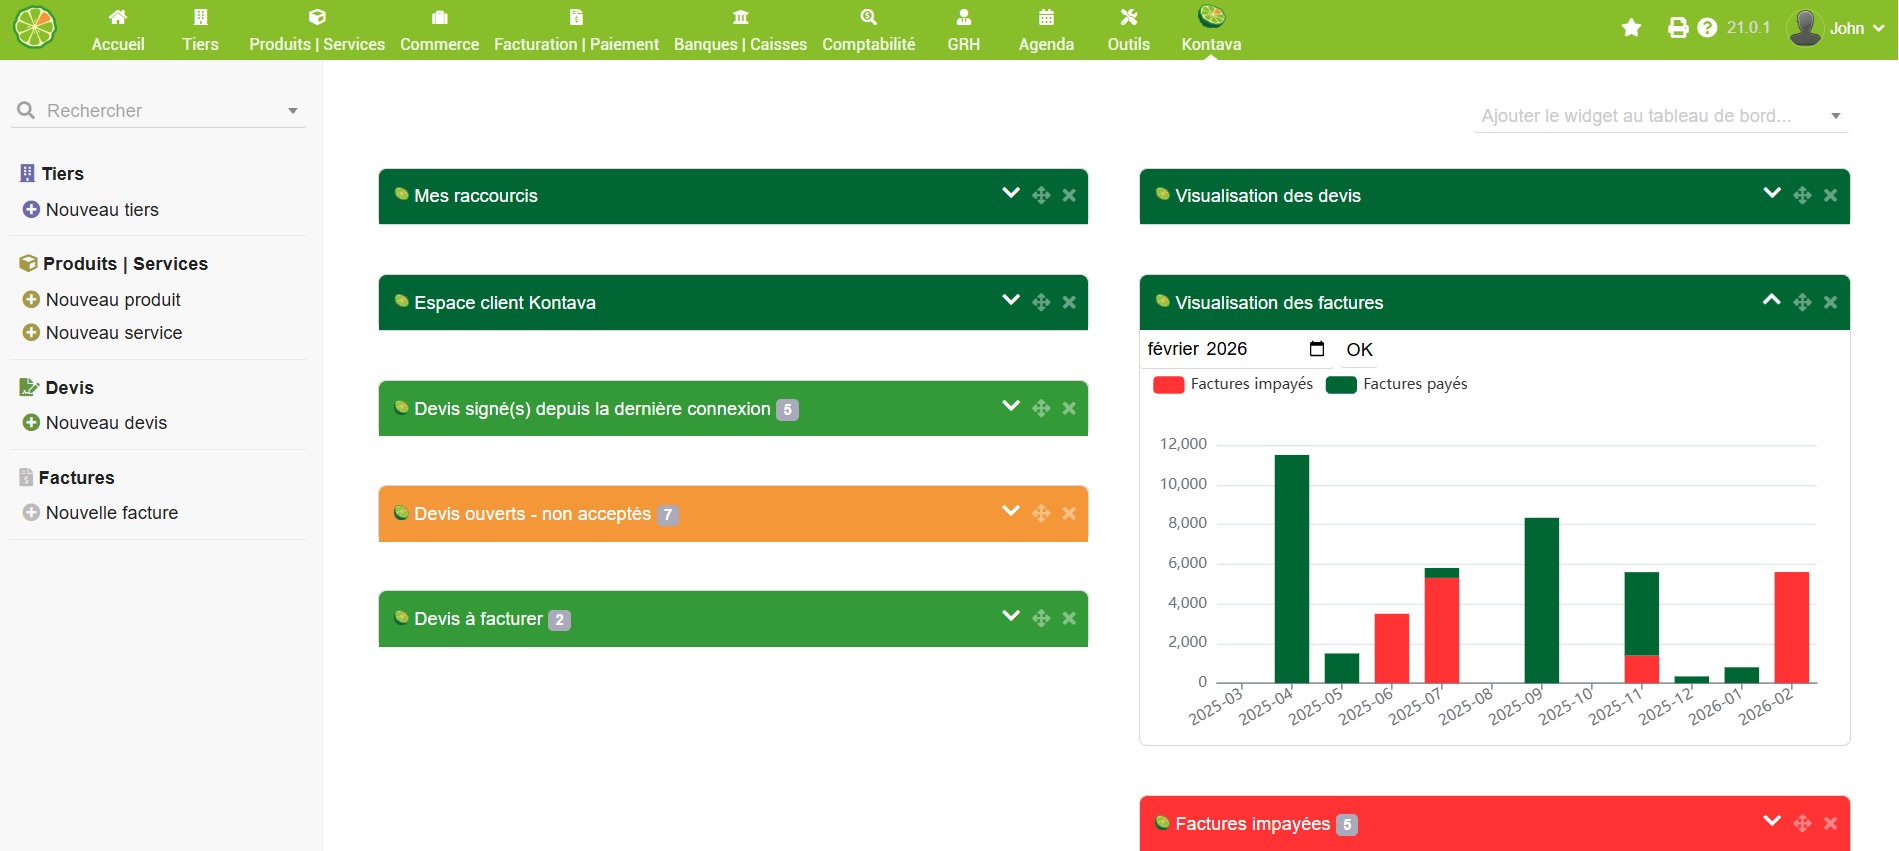 Accueil
Tiers
Produits | Services
Commerce
Facturation | Paiement
Banques | Caisses
Comptabilité
GRH
Agenda
Outils
Kontava
21.0.1
John
Rechercher
Tiers
Nouveau tiers
Produits | Services
Nouveau produit
Nouveau service
Devis
Nouveau devis
Factures
Nouvelle facture
Ajouter le widget au tableau de bord...
Mes raccourcis
Espace client Kontava
Devis signé(s) depuis la dernière connexion 5
Devis ouverts - non acceptés 7
Devis à facturer 2
Visualisation des devis
Visualisation des factures
février 2026 OK
Factures impayés Factures payés
12,000
10,000
8,000
6,000
4,000
2,000
0
2025-03 2025-04 2025-05 2025-06 2025-07 2025-08 2025-09 2025-10 2025-11 2025-12 2026-01 2026-02
Factures impayées 5